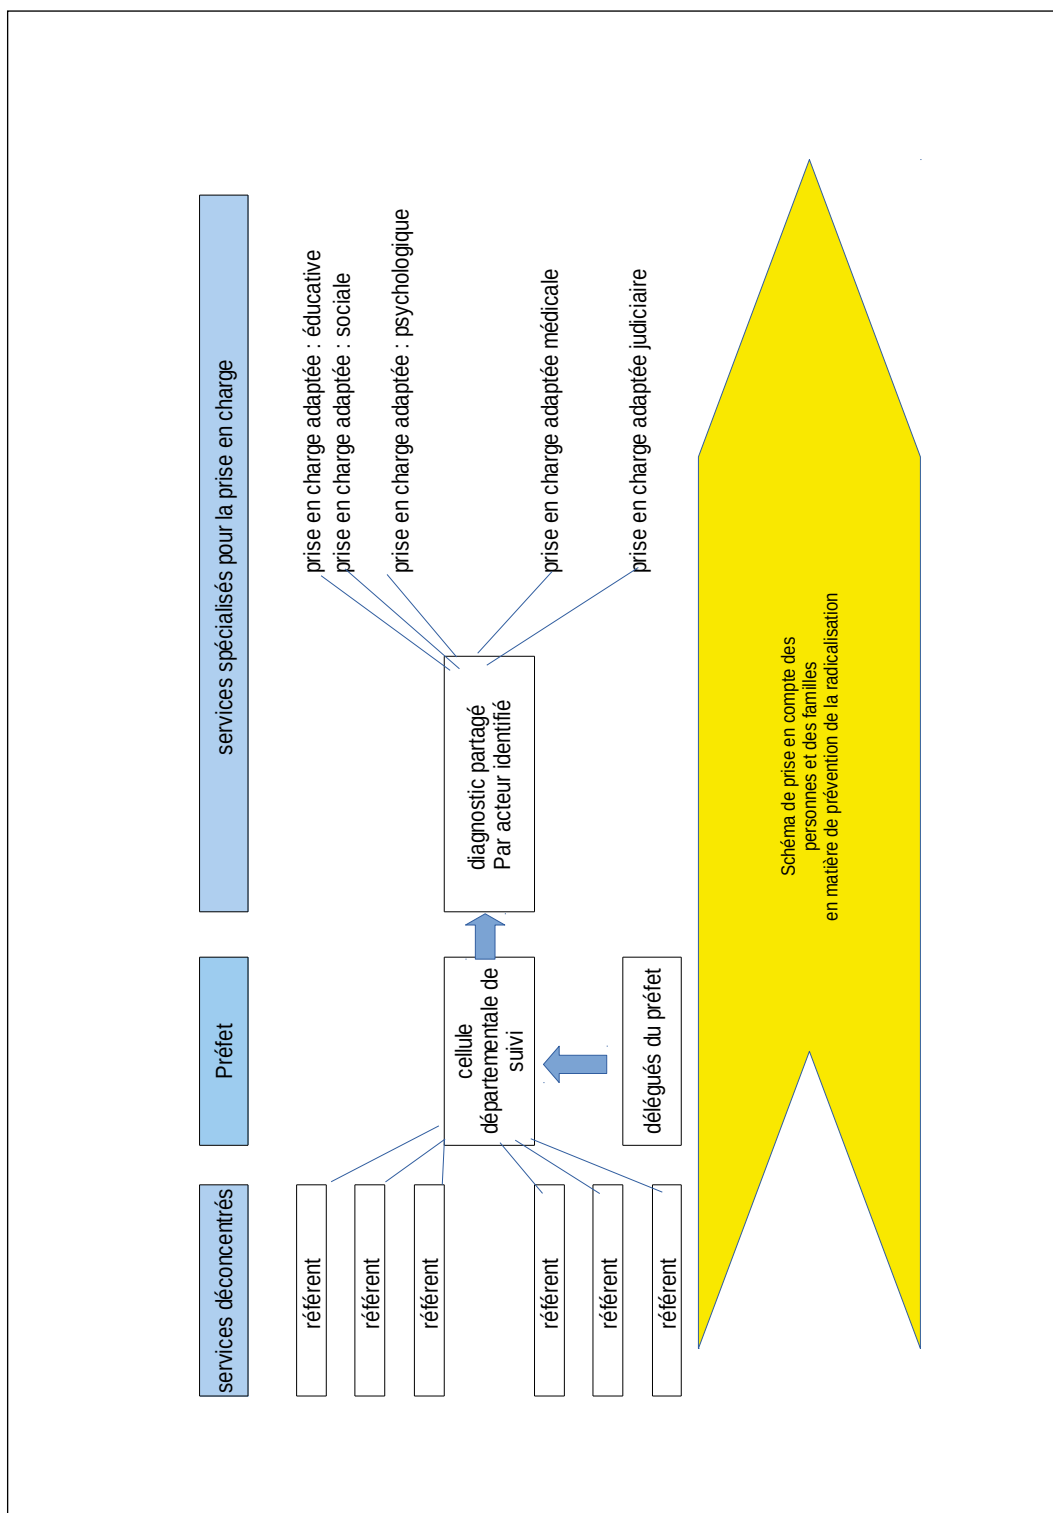 services déconcentrés
Préfet
services spécialisés pour la prise en charge
référent
référent
référent
référent
référent
référent
cellule
départementale de
suivi
délégués du préfet
diagnostic partagé
Par acteur identifié
prise en charge adaptée : éducative
prise en charge adaptée : sociale
prise en charge adaptée : psychologique
prise en charge adaptée médicale
prise en charge adaptée judiciaire
Schéma de prise en compte des
personnes et des familles
en matière de prévention de la radicalisation